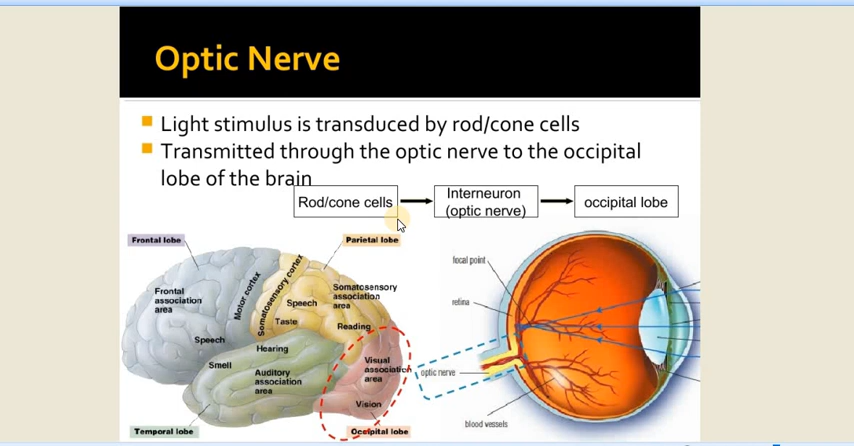 Optic Nerve
Light stimulus is transduced by rod/cone cells
Transmitted through the optic nerve to the occipital
lobe of the brain
Rod/cone cells
Interneuron
(optic nerve)
occipital lobe
Frontal lobe
Parietal lobe
Frontal
association
area
Motor cortex
Somatosensory cortex
Somatosensory
association
area
Speech
Taste
Reading
Speech
Hearing
Smell
Auditory
association
area
Visual
association
area
Vision
Temporal lobe
Occipital lobe
focal point
retina
optic nerve
blood vessels